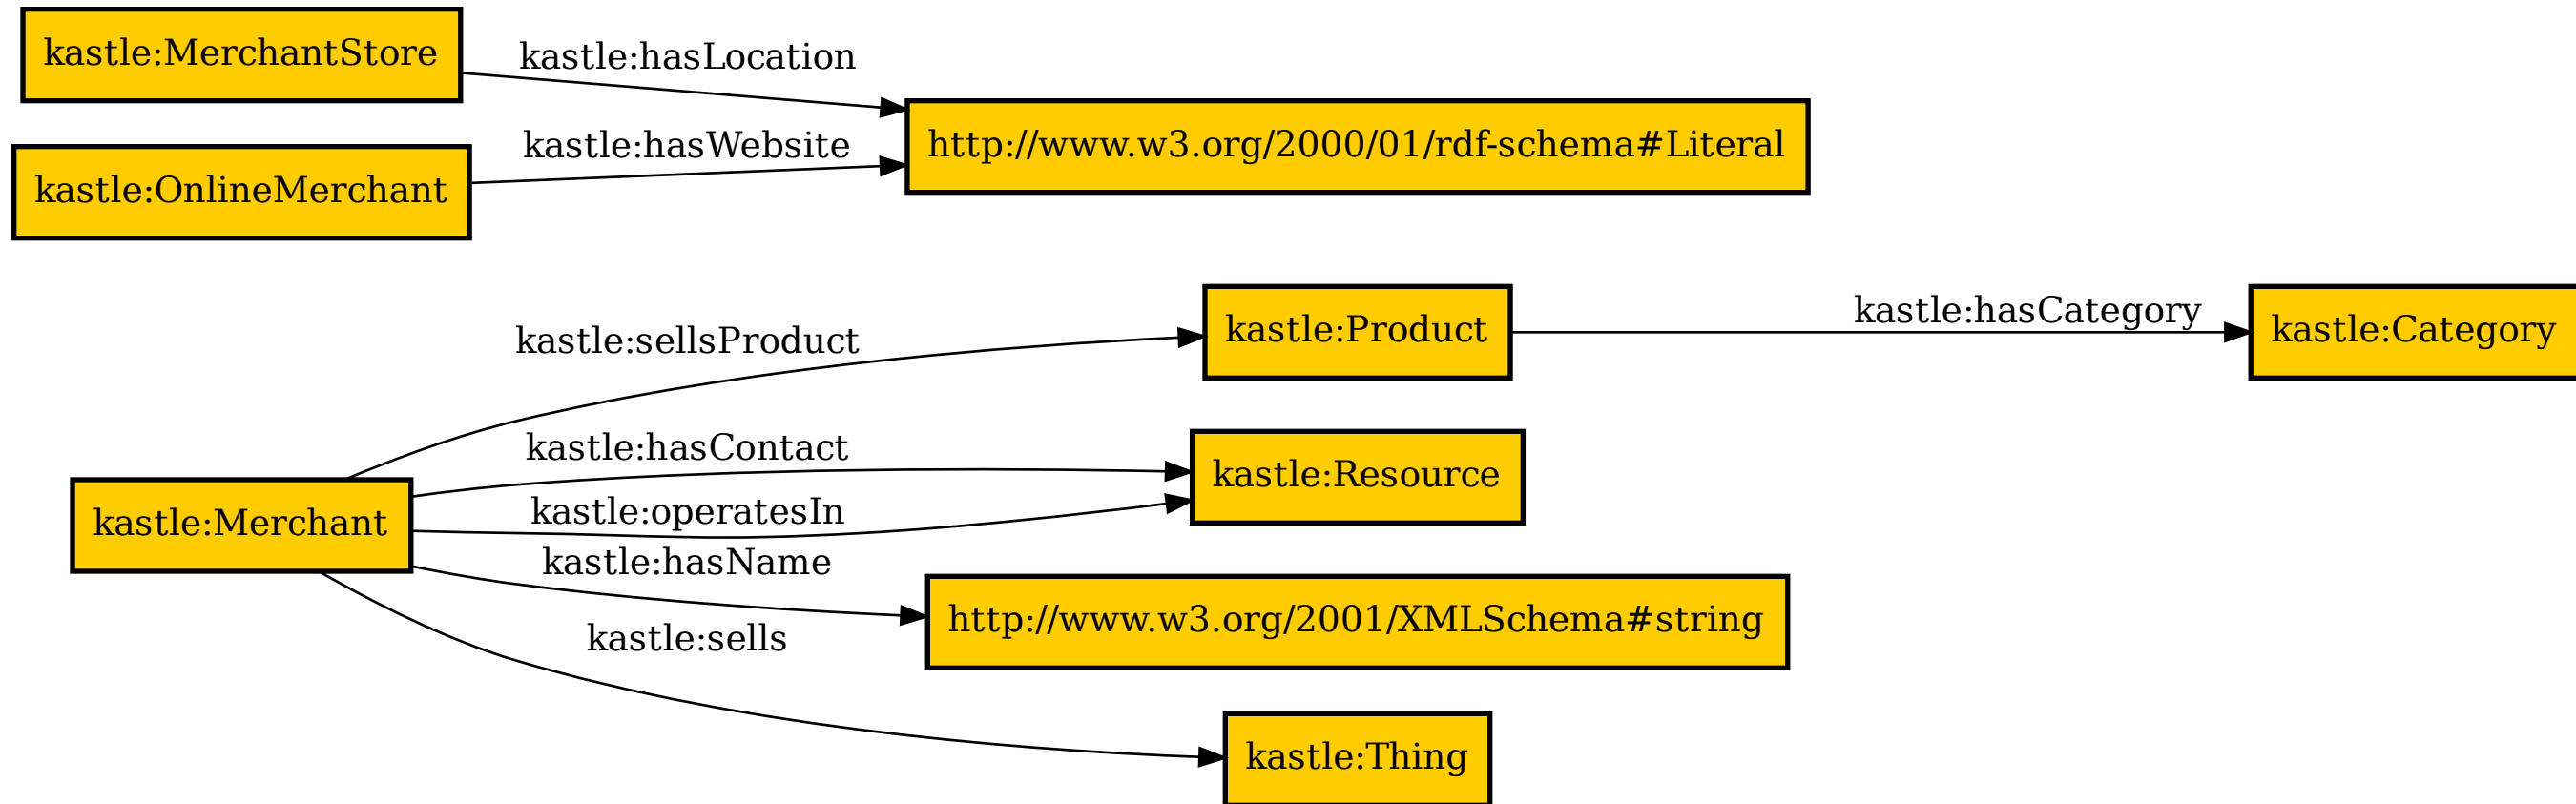 kastle:MerchantStore
kastle:hasLocation
http://www.w3.org/2000/01/rdf-schema#Literal
kastle:OnlineMerchant
kastle:hasWebsite
kastle:Merchant
kastle:sellsProduct
kastle:Product
kastle:hasCategory
kastle:Category
kastle:hasContact
kastle:Resource
kastle:operatesIn
kastle:hasName
http://www.w3.org/2001/XMLSchema#string
kastle:sells
kastle:Thing